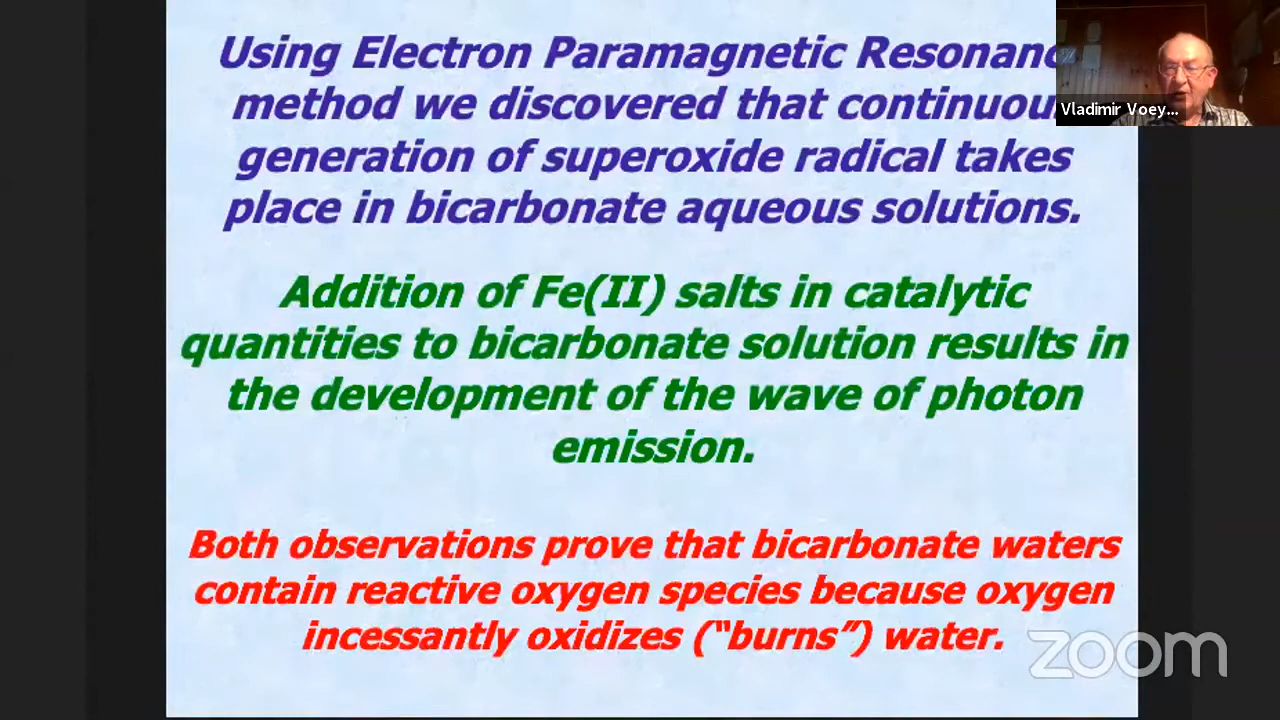 Using Electron Paramagnetic Resonanc
method we discovered that continuou
generation of superoxide radical takes
place in bicarbonate aqueous solutions.
Addition of Fe(II) salts in catalytic
quantities to bicarbonate solution results in
the development of the wave of photon
emission.
Both observations prove that bicarbonate waters
contain reactive oxygen species because oxygen
incessantly oxidizes (“burns”) water.
Vladimir Voey...
zoom